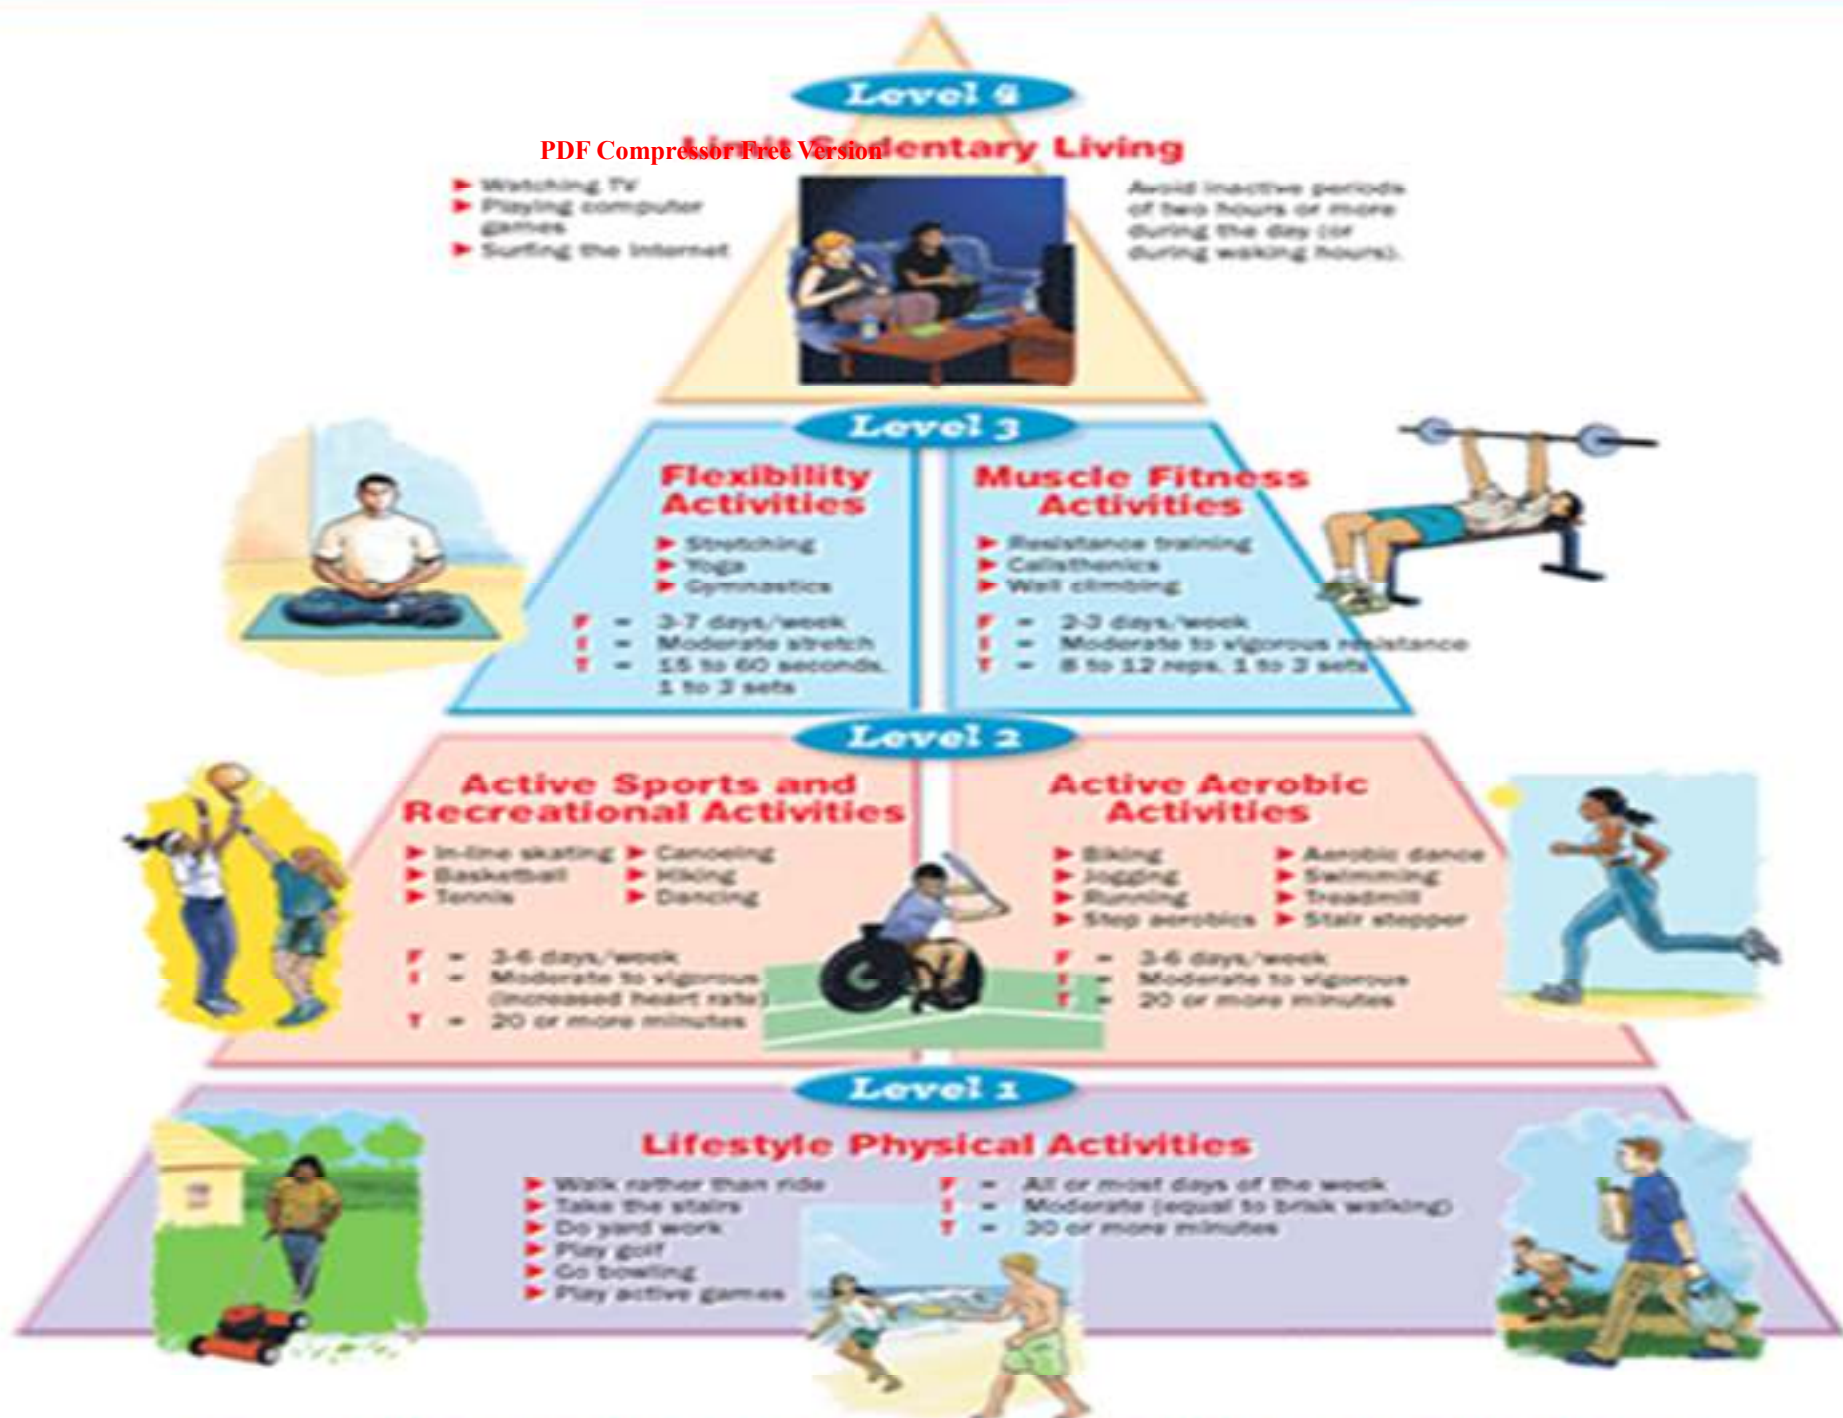 Level 4
Limit Sedentary Living
PDF Compressor Free Version
Watching TV
Playing computer
games
Surfing the Internet
Avoid inactive periods
of two hours or more
during the day (or
during waking hours).
Level 3
Flexibility
Activities
Stretching
Yoga
Gymnastics
F = 3-7 days/week
I = Moderate stretch
T = 15 to 60 seconds,
1 to 3 sets
Muscle Fitness
Activities
Resistance training
Calisthenics
Wall climbing
F = 2-3 days/week
I = Moderate to vigorous resistance
T = 8 to 12 reps, 1 to 3 sets
Level 2
Active Sports and
Recreational Activities
In-line skating
Basketball
Tennis
Canoeing
Hiking
Dancing
F = 3-6 days/week
I = Moderate to vigorous
(increased heart rate)
T = 20 or more minutes
Active Aerobic
Activities
Biking
Jogging
Running
Step aerobics
Aerobic dance
Swimming
Treadmill
Stair stepper
F = 3-6 days/week
I = Moderate to vigorous
T = 20 or more minutes
Level 1
Lifestyle Physical Activities
Walk rather than ride
Take the stairs
Do yard work
Play golf
Go bowling
Play active games
F = All or most days of the week
I = Moderate (equal to brisk walking)
T = 30 or more minutes